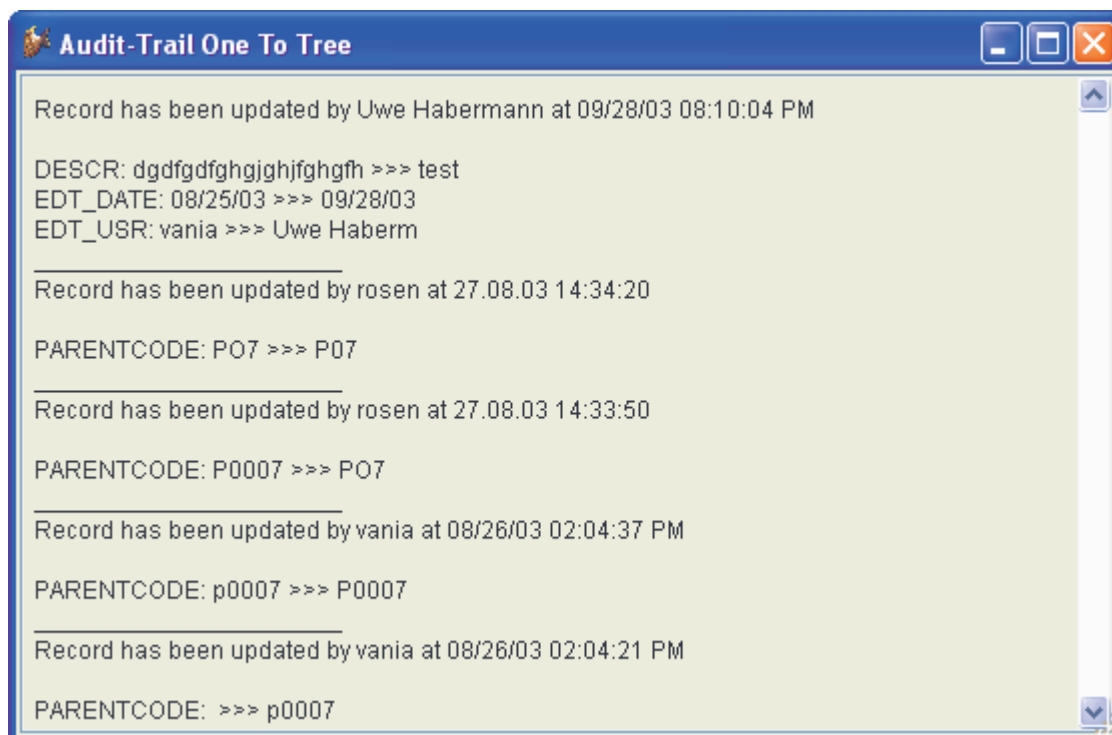 Audit-Trail One To Tree
Record has been updated by Uwe Habermann at 09/28/03 08:10:04 PM
DESCR: dgdfgdfghgjghjfghgfh >>> test
EDT_DATE: 08/25/03 >>> 09/28/03
EDT_USR: vania >>> Uwe Haberm
Record has been updated by rosen at 27.08.03 14:34:20
PARENTCODE: PO7 >>> P07
Record has been updated by rosen at 27.08.03 14:33:50
PARENTCODE: P0007 >>> PO7
Record has been updated by vania at 08/26/03 02:04:37 PM
PARENTCODE: p0007 >>> P0007
Record has been updated by vania at 08/26/03 02:04:21 PM
PARENTCODE: >>> p0007